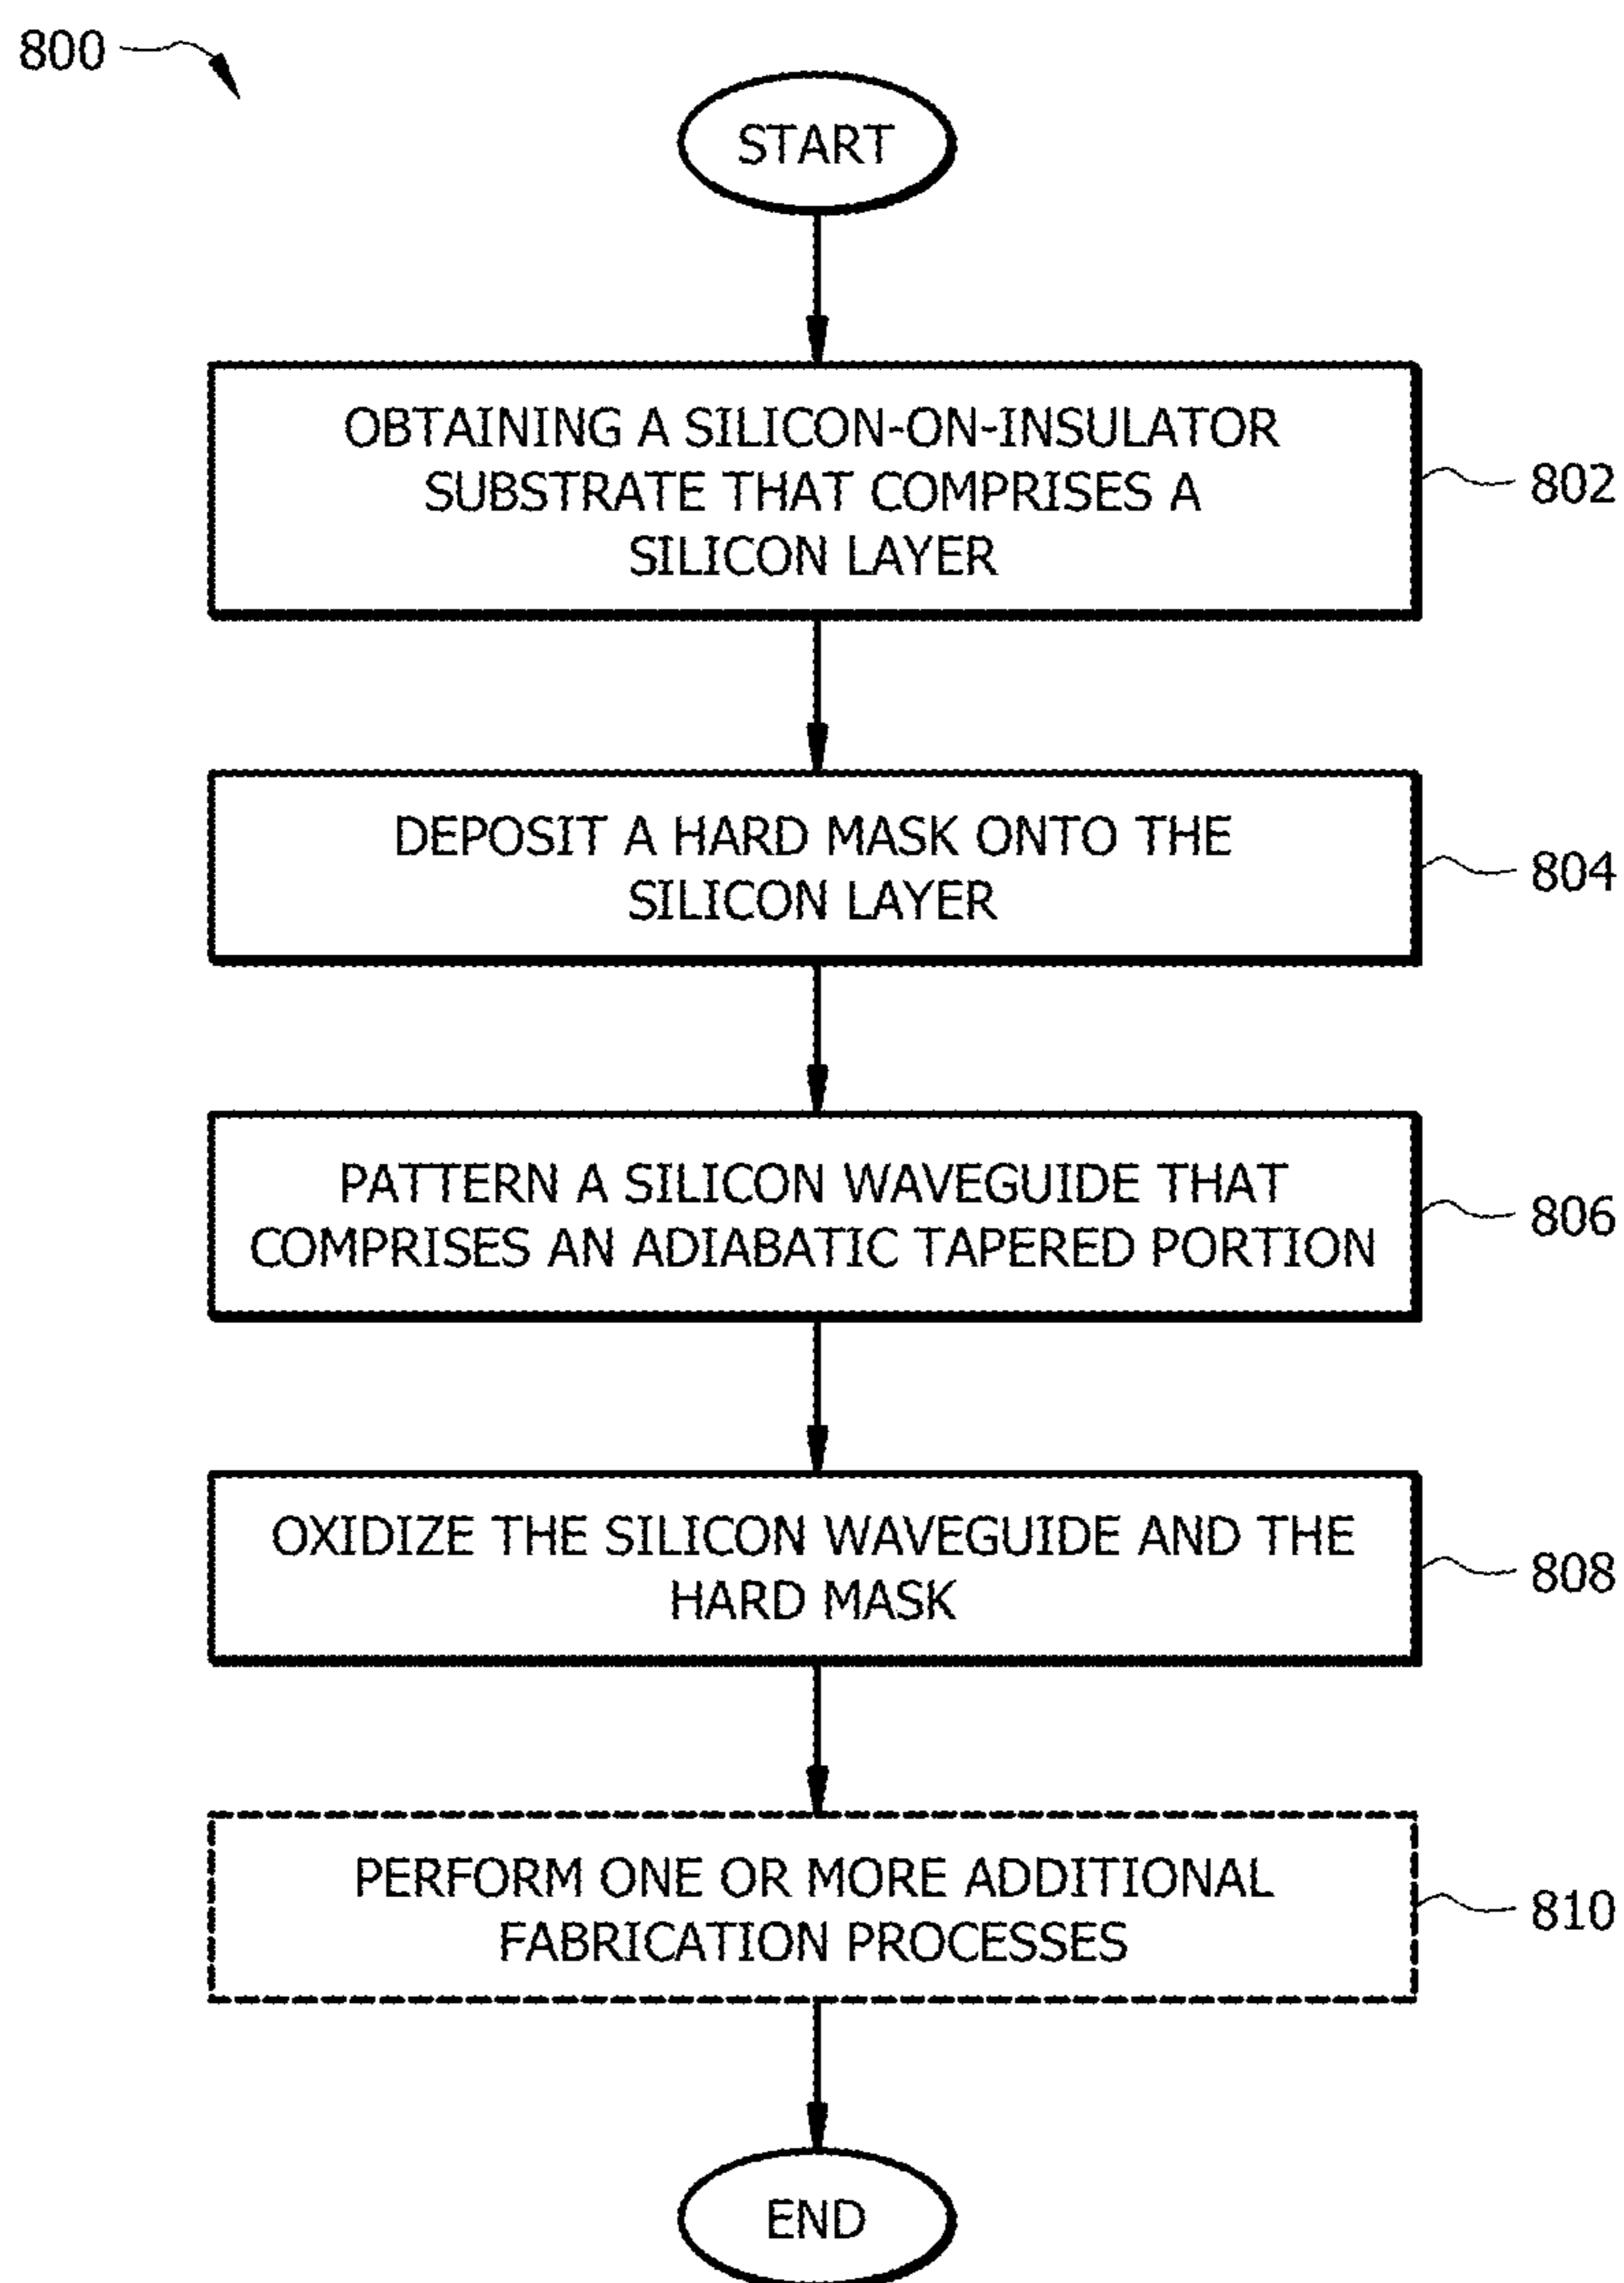 800
START
OBTAINING A SILICON-ON-INSULATOR
SUBSTRATE THAT COMPRISES A
SILICON LAYER
802
DEPOSIT A HARD MASK ONTO THE
SILICON LAYER
804
PATTERN A SILICON WAVEGUIDE THAT
COMPRISES AN ADIABATIC TAPERED PORTION
806
OXIDIZE THE SILICON WAVEGUIDE AND THE
HARD MASK
808
PERFORM ONE OR MORE ADDITIONAL
FABRICATION PROCESSES
810
END